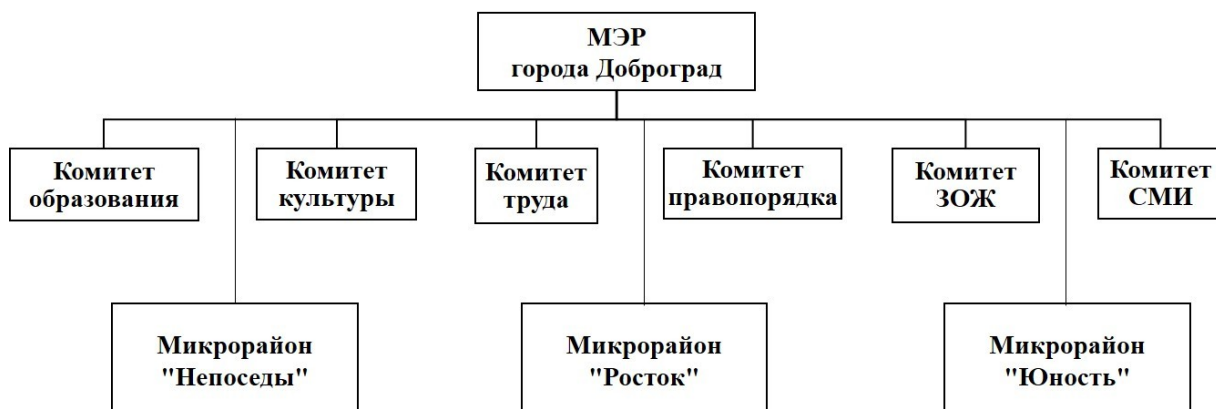 МЭР
города Доброград
Комитет
образования
Комитет
культуры
Комитет
труда
Комитет
правопорядка
Комитет
ЗОЖ
Комитет
СМИ
Микрорайон
"Непоседы"
Микрорайон
"Росток"
Микрорайон
"Юность"